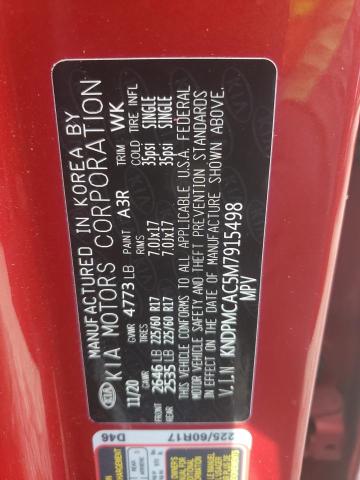 MANUFACTURED IN KOREA BY
KIA KIA MOTORS CORPORATION
11/20 GVWR 4773 LB PAINT A3R TRIM WK
TIRES RIMS COLD TIRE INFL
FRONT 2646 LB 225/60 R17 7.0JX17 35psi SINGLE
REAR 2535 LB 225/60 R17 7.0JX17 35psi SINGLE
THIS VEHICLE CONFORMS TO ALL APPLICABLE U.S.A. FEDERAL
MOTOR VEHICLE SAFETY AND THEFT PREVENTION STANDARDS
IN EFFECT ON THE DATE OF MANUFACTURE SHOWN ABOVE.
V.I.N KNDPMCAC5M7915498
MPV
D46
225/60R17